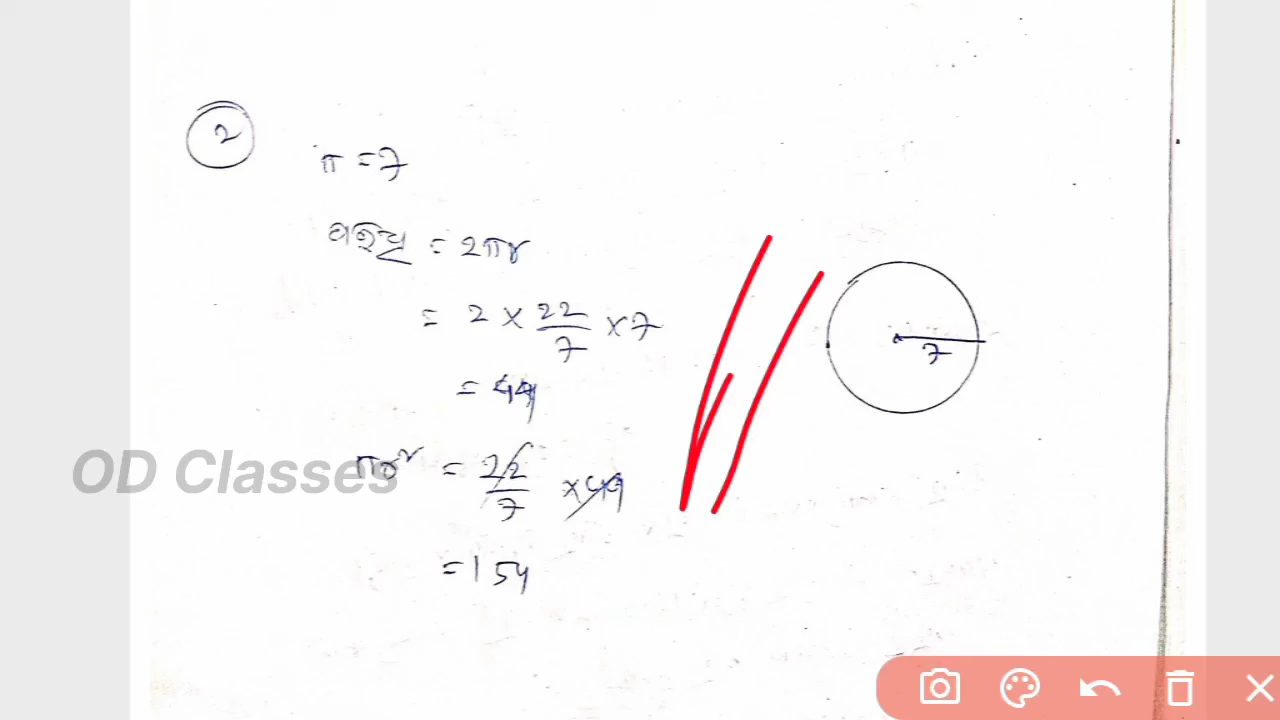 2
π = 7
ପରିଧି = 2πr
= 2 × 22/7 × 7
7
= 44
OD Classes
πr² = 22/7 × 49
= 154